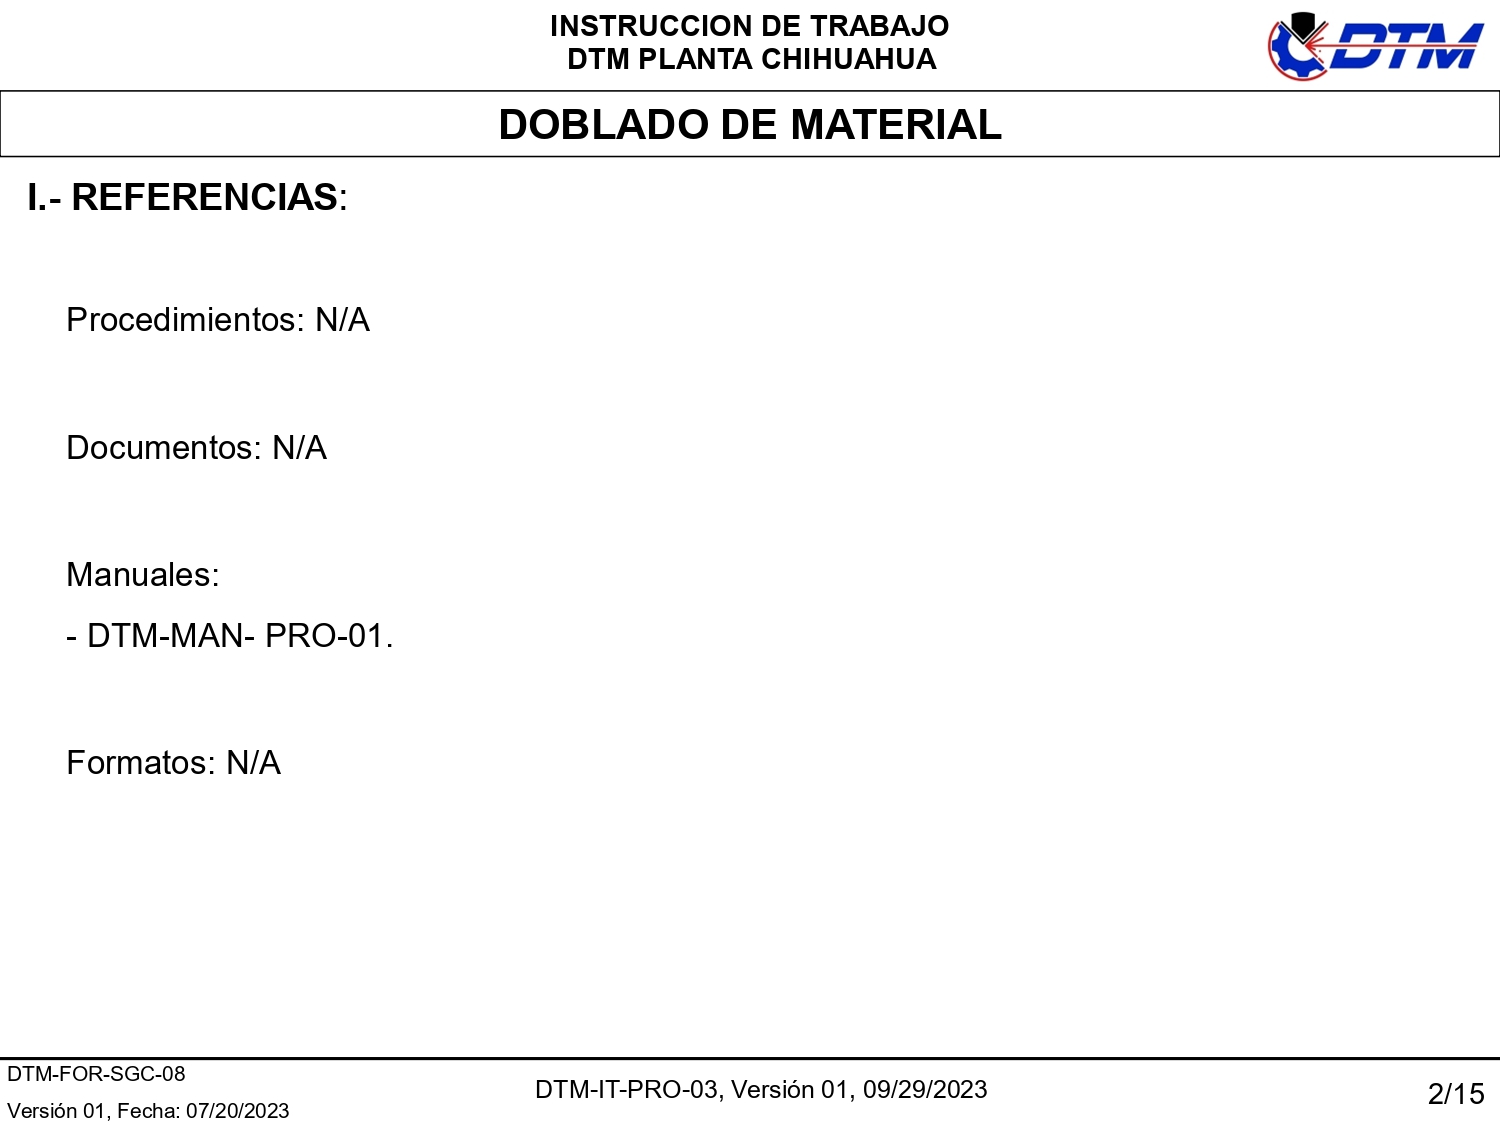 INSTRUCCION DE TRABAJO
DTM PLANTA CHIHUAHUA
DTM
DOBLADO DE MATERIAL
I.- REFERENCIAS:
Procedimientos: N/A
Documentos: N/A
Manuales:
- DTM-MAN- PRO-01.
Formatos: N/A
DTM-FOR-SGC-08
Versión 01, Fecha: 07/20/2023
DTM-IT-PRO-03, Versión 01, 09/29/2023
2/15